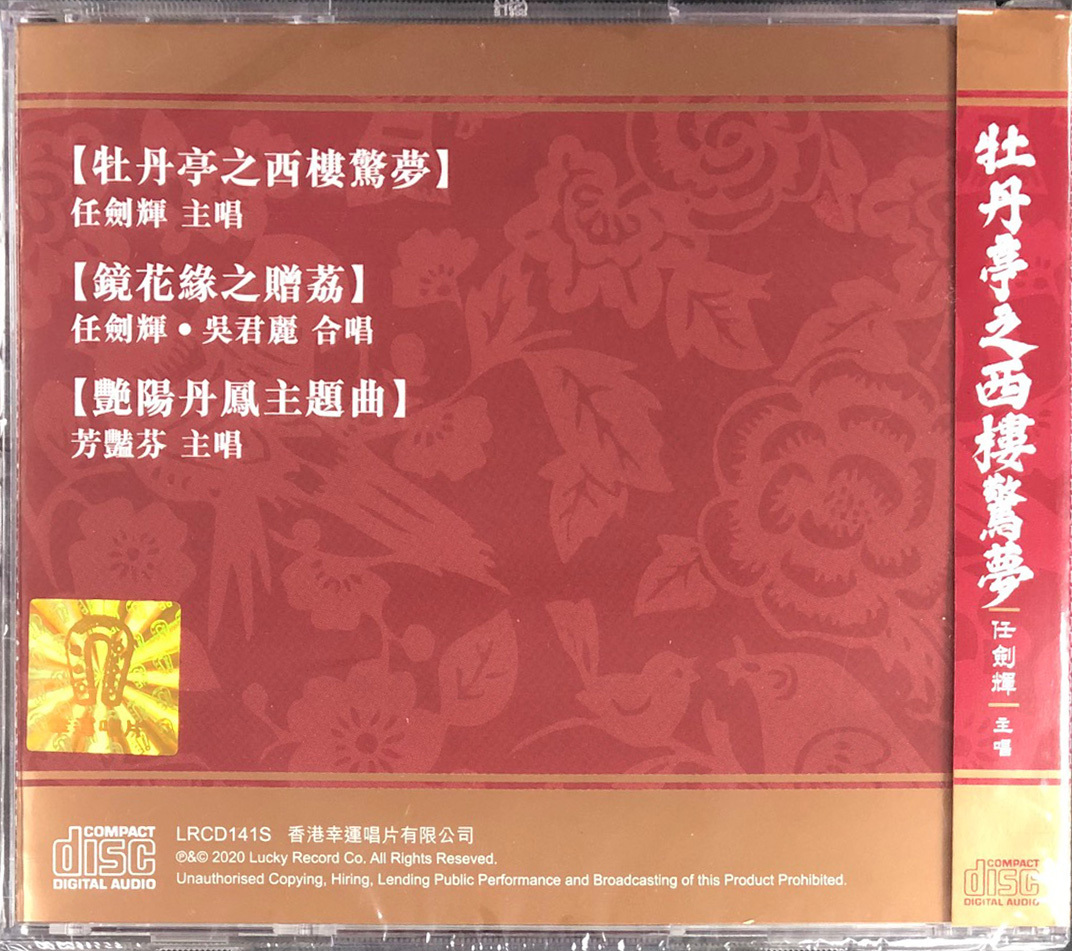 【牡丹亭之西樓驚夢】
任劍輝 主唱
【鏡花緣之贈荔】
任劍輝•吳君麗 合唱
【艷陽丹鳳主題曲】
芳豔芬 主唱
唱片
COMPACT
disc
DIGITAL AUDIO
LRCD141S 香港幸運唱片有限公司
℗&© 2020 Lucky Record Co. All Rights Reseved.
Unauthorised Copying, Hiring, Lending Public Performance and Broadcasting of this Product Prohibited.
牡丹亭之西樓驚夢
任劍輝
主唱
COMPACT
disc
DIGITAL AUDIO